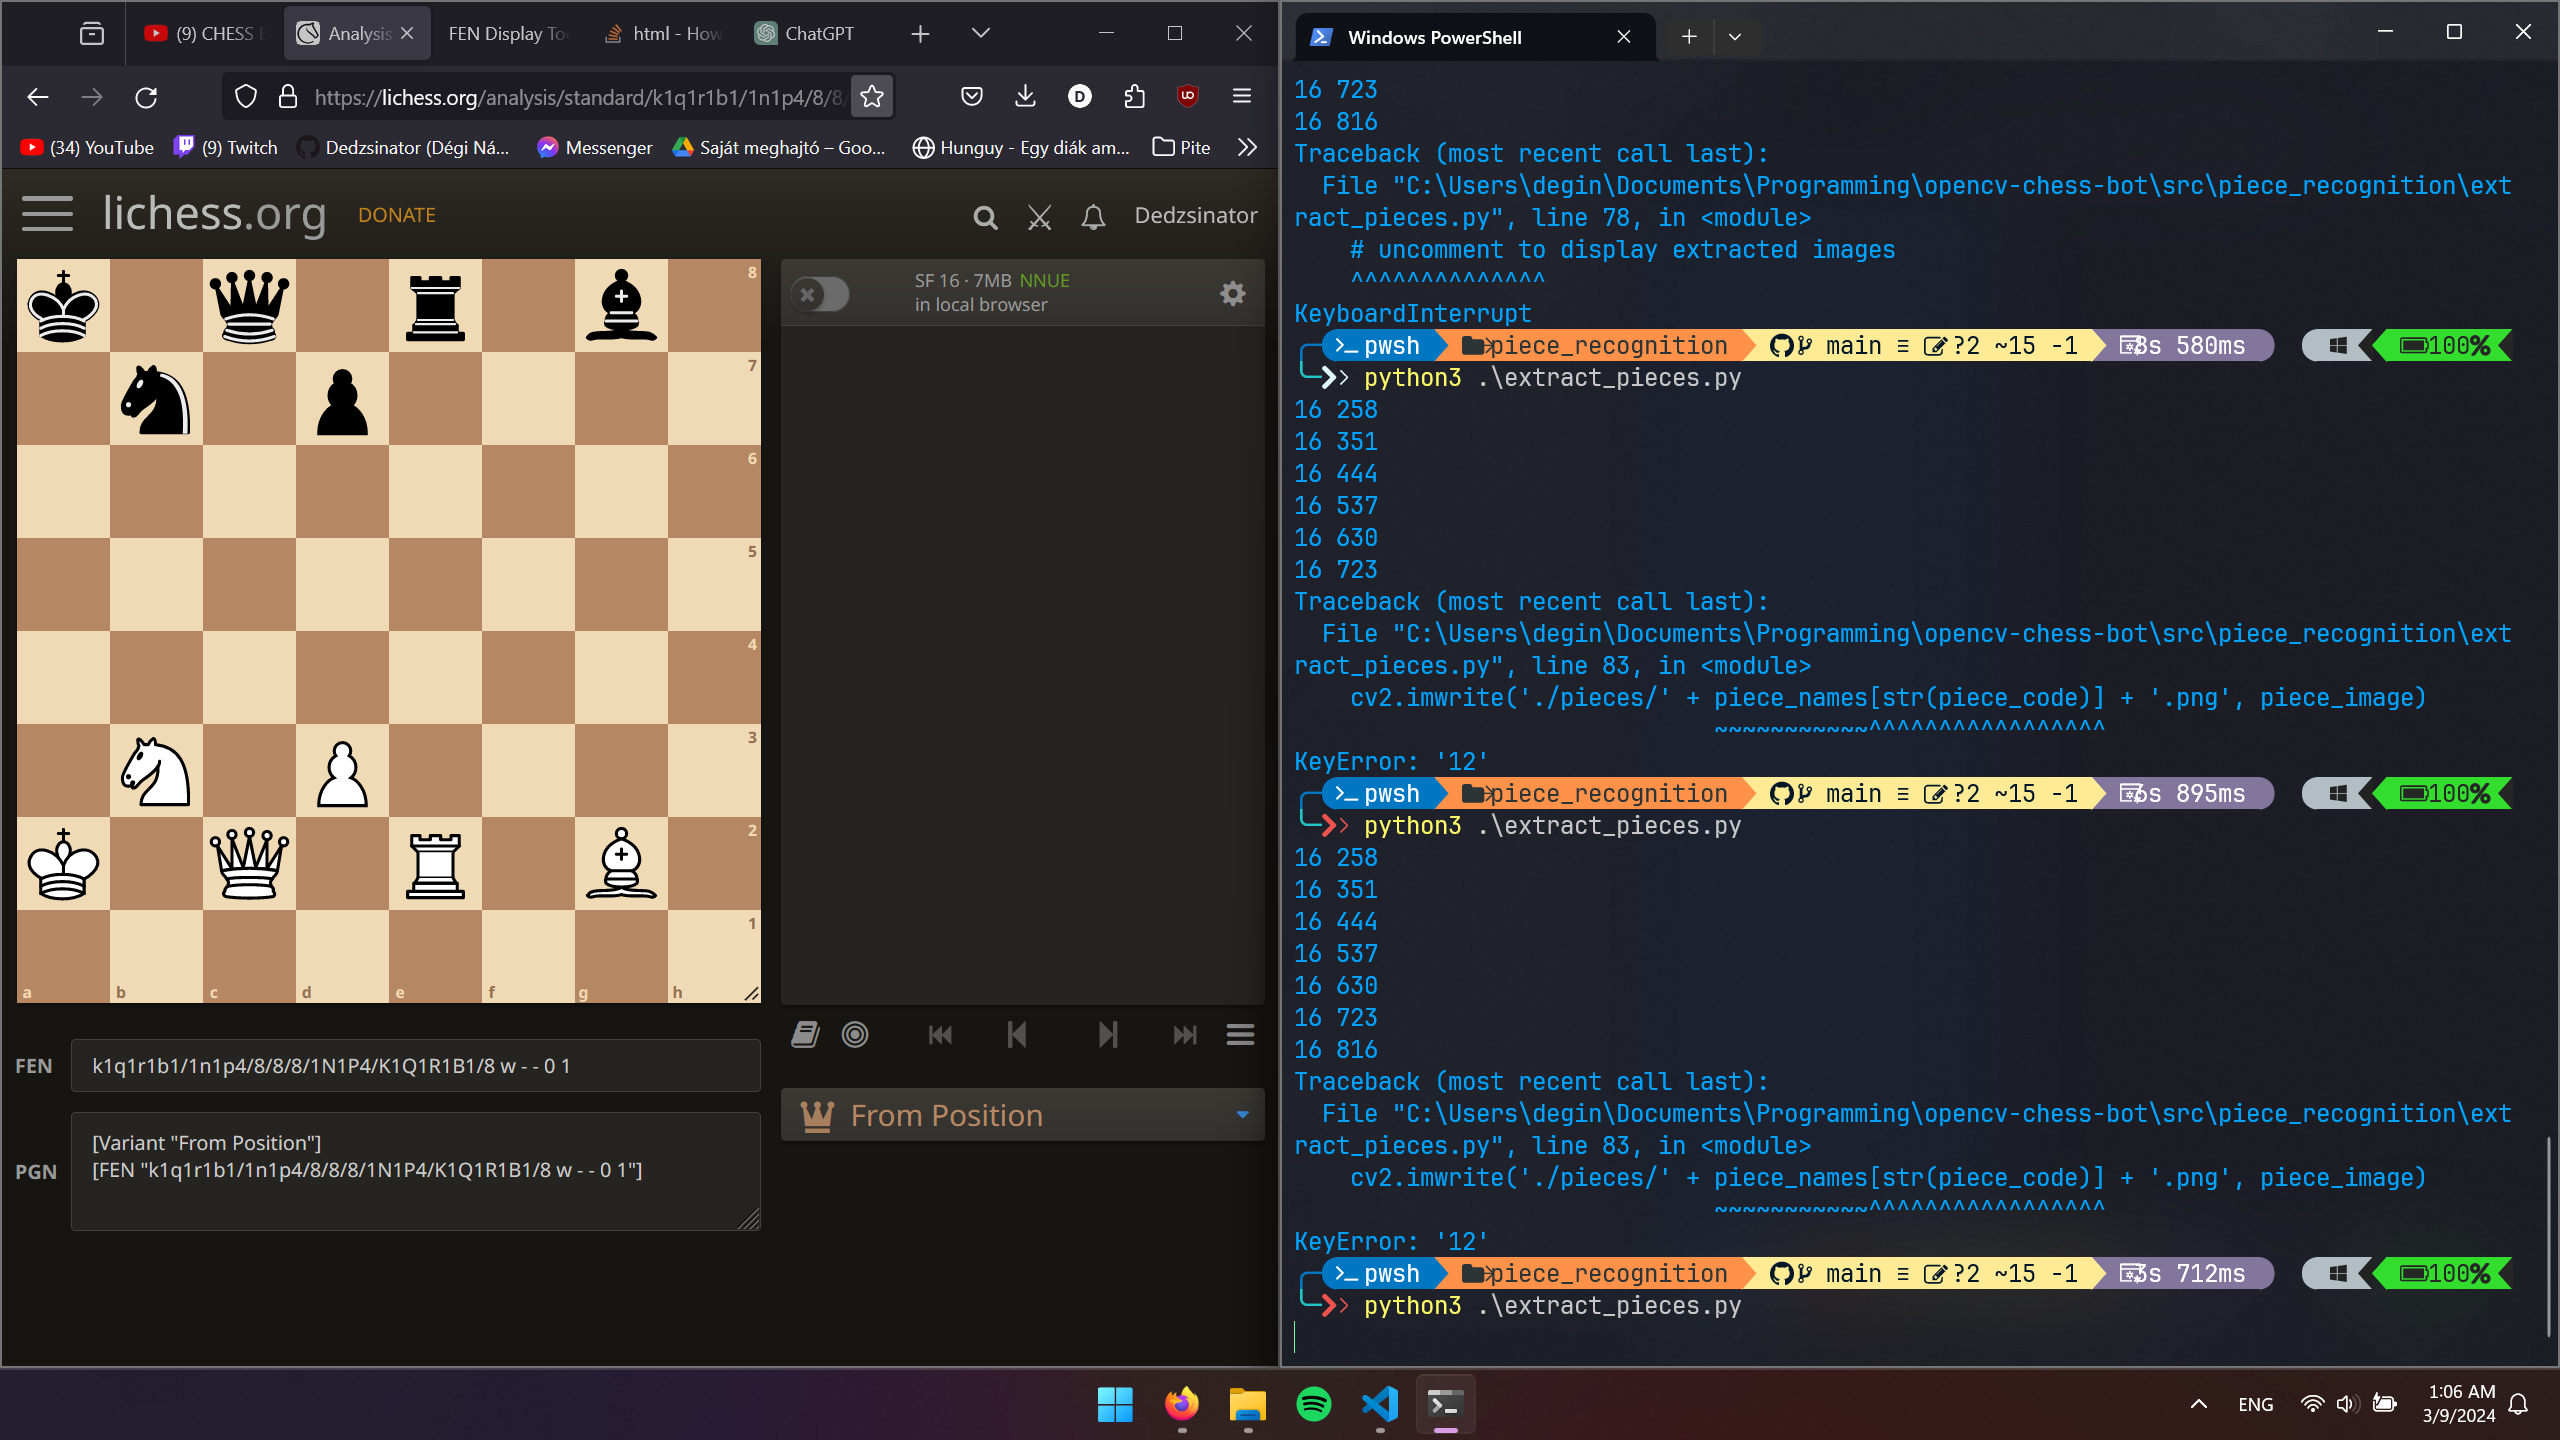 (9) CHESS
Analysis
FEN Display To
html - How
ChatGPT
https://lichess.org/analysis/standard/k1q1r1b1/1n1p4/8/8/
(34) YouTube
(9) Twitch
Dedzsinator (Dégi Ná...
Messenger
Saját meghajtó – Goo...
Hunguy - Egy diák am...
Pite
lichess.org
DONATE
Dedzsinator
8
7
6
5
4
3
2
1
a b c d e f g h
SF 16 · 7MB NNUE
in local browser
FEN
k1q1r1b1/1n1p4/8/8/8/1N1P4/K1Q1R1B1/8 w - - 0 1
PGN
[Variant "From Position"]
[FEN "k1q1r1b1/1n1p4/8/8/8/1N1P4/K1Q1R1B1/8 w - - 0 1"]
From Position
Windows PowerShell
16 723
16 816
Traceback (most recent call last):
File "C:\Users\degin\Documents\Programming\opencv-chess-bot\src\piece_recognition\ext
ract_pieces.py", line 78, in <module>
# uncomment to display extracted images
^^^^^^^^^^^^^^
KeyboardInterrupt
pwsh piece_recognition main ≡ ?2 ~15 -1 8s 580ms 100%
python3 .\extract_pieces.py
16 258
16 351
16 444
16 537
16 630
16 723
Traceback (most recent call last):
File "C:\Users\degin\Documents\Programming\opencv-chess-bot\src\piece_recognition\ext
ract_pieces.py", line 83, in <module>
cv2.imwrite('./pieces/' + piece_names[str(piece_code)] + '.png', piece_image)
~~~~~~~~~~~^^^^^^^^^^^^^^^^^
KeyError: '12'
pwsh piece_recognition main ≡ ?2 ~15 -1 6s 895ms 100%
python3 .\extract_pieces.py
16 258
16 351
16 444
16 537
16 630
16 723
16 816
Traceback (most recent call last):
File "C:\Users\degin\Documents\Programming\opencv-chess-bot\src\piece_recognition\ext
ract_pieces.py", line 83, in <module>
cv2.imwrite('./pieces/' + piece_names[str(piece_code)] + '.png', piece_image)
~~~~~~~~~~~^^^^^^^^^^^^^^^^^
KeyError: '12'
pwsh piece_recognition main ≡ ?2 ~15 -1 3s 712ms 100%
python3 .\extract_pieces.py
ENG
1:06 AM
3/9/2024